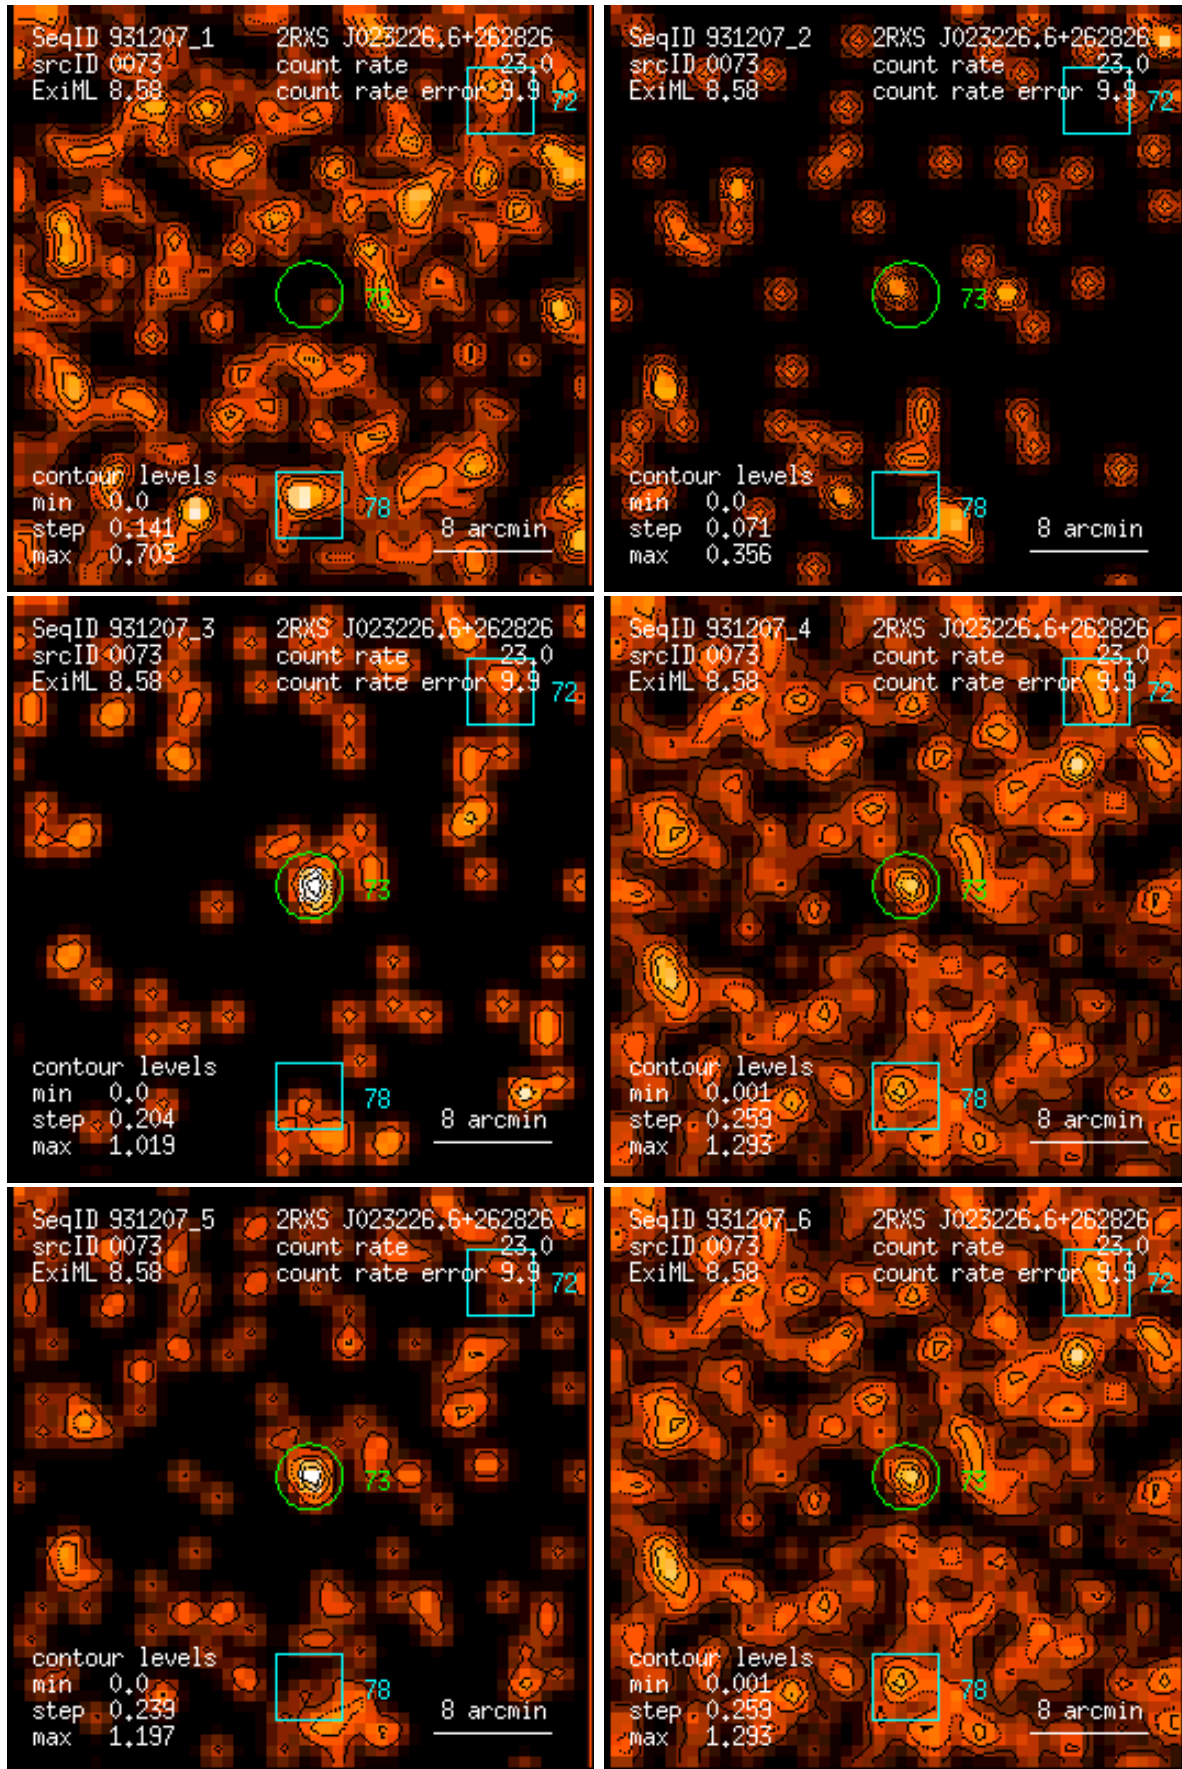 SeqID 931207_1 2RXS J023226.6+262826
srcID 0073 count rate 23.0
ExiML 8.58 count rate error 9.9
72
73
contour levels
min 0.0
78
step 0.141 8 arcmin
max 0.703
SeqID 931207_2 2RXS J023226.6+262826
srcID 0073 count rate 23.0
ExiML 8.58 count rate error 9.9
72
73
contour levels
min 0.0
78
step 0.071 8 arcmin
max 0.356
SeqID 931207_3 2RXS J023226.6+262826
srcID 0073 count rate 23.0
ExiML 8.58 count rate error 9.9
72
73
contour levels
min 0.0
78
step 0.204 8 arcmin
max 1.019
SeqID 931207_4 2RXS J023226.6+262826
srcID 0073 count rate 23.0
ExiML 8.58 count rate error 9.9
72
73
contour levels
min 0.001
78
step 0.259 8 arcmin
max 1.293
SeqID 931207_5 2RXS J023226.6+262826
srcID 0073 count rate 23.0
ExiML 8.58 count rate error 9.9
72
73
contour levels
min 0.0
78
step 0.239 8 arcmin
max 1.197
SeqID 931207_6 2RXS J023226.6+262826
srcID 0073 count rate 23.0
ExiML 8.58 count rate error 9.9
72
73
contour levels
min 0.001
78
step 0.259 8 arcmin
max 1.293